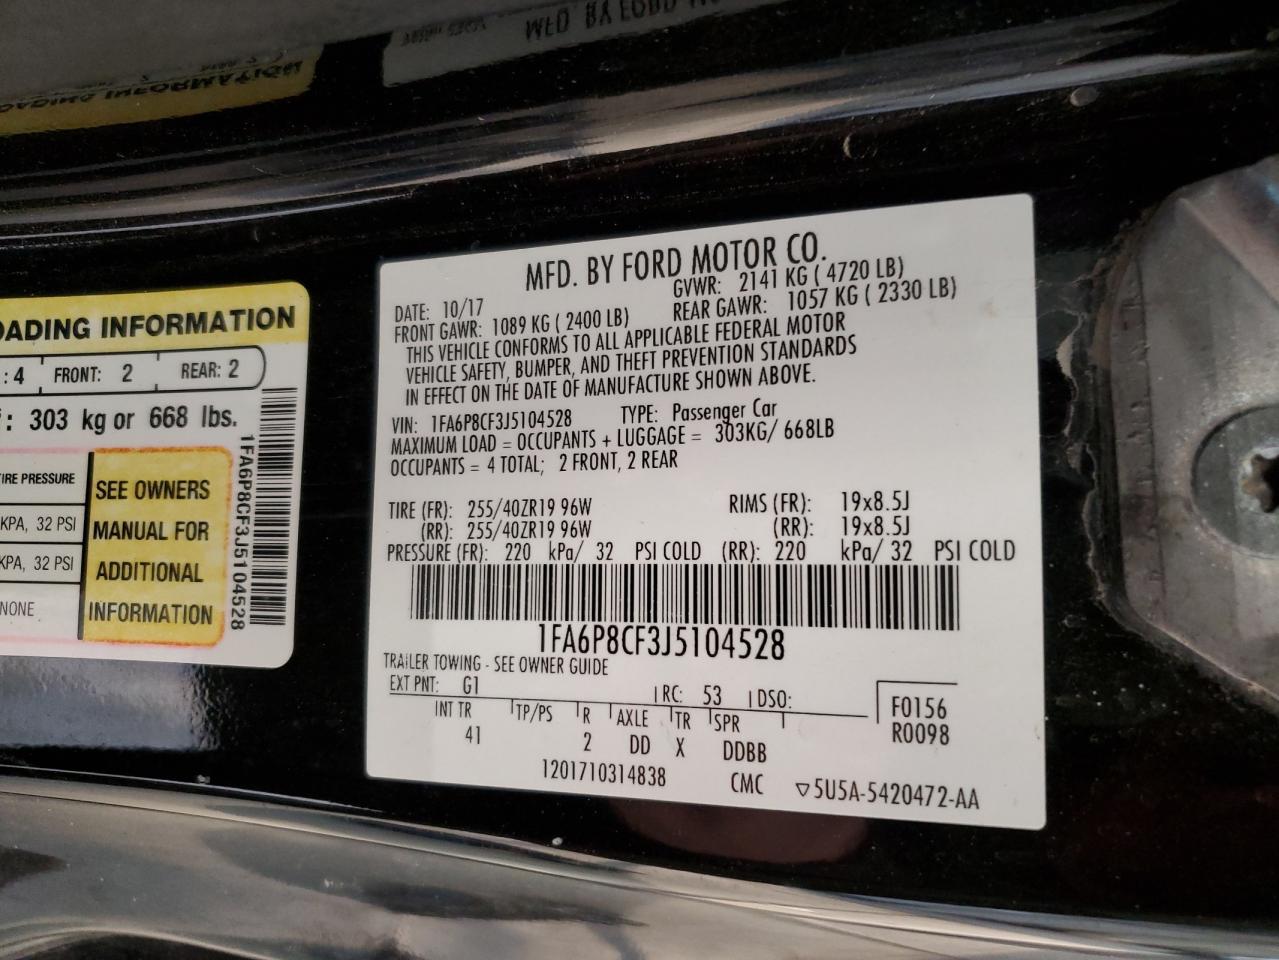 OADING INFORMATION
: 4 FRONT: 2 REAR: 2
: 303 kg or 668 lbs.
TIRE PRESSURE
KPA, 32 PSI
KPA, 32 PSI
NONE
SEE OWNERS
MANUAL FOR
ADDITIONAL
INFORMATION
1FA6P8CF3J5104528
MFD. BY FORD MOTOR CO.
DATE: 10/17 GVWR: 2141 KG ( 4720 LB)
FRONT GAWR: 1089 KG ( 2400 LB) REAR GAWR: 1057 KG ( 2330 LB)
THIS VEHICLE CONFORMS TO ALL APPLICABLE FEDERAL MOTOR
VEHICLE SAFETY, BUMPER, AND THEFT PREVENTION STANDARDS
IN EFFECT ON THE DATE OF MANUFACTURE SHOWN ABOVE.
VIN: 1FA6P8CF3J5104528 TYPE: Passenger Car
MAXIMUM LOAD = OCCUPANTS + LUGGAGE = 303KG/ 668LB
OCCUPANTS = 4 TOTAL; 2 FRONT, 2 REAR
TIRE (FR): 255/40ZR19 96W RIMS (FR): 19x8.5J
(RR): 255/40ZR19 96W (RR): 19x8.5J
PRESSURE (FR): 220 kPa/ 32 PSI COLD (RR): 220 kPa/ 32 PSI COLD
1FA6P8CF3J5104528
TRAILER TOWING - SEE OWNER GUIDE
EXT PNT: G1 RC: 53 DSO: F0156
INT TR TP/PS R AXLE TR SPR R0098
41 2 DD X DDBB
1201710314838 CMC ▽5U5A-5420472-AA